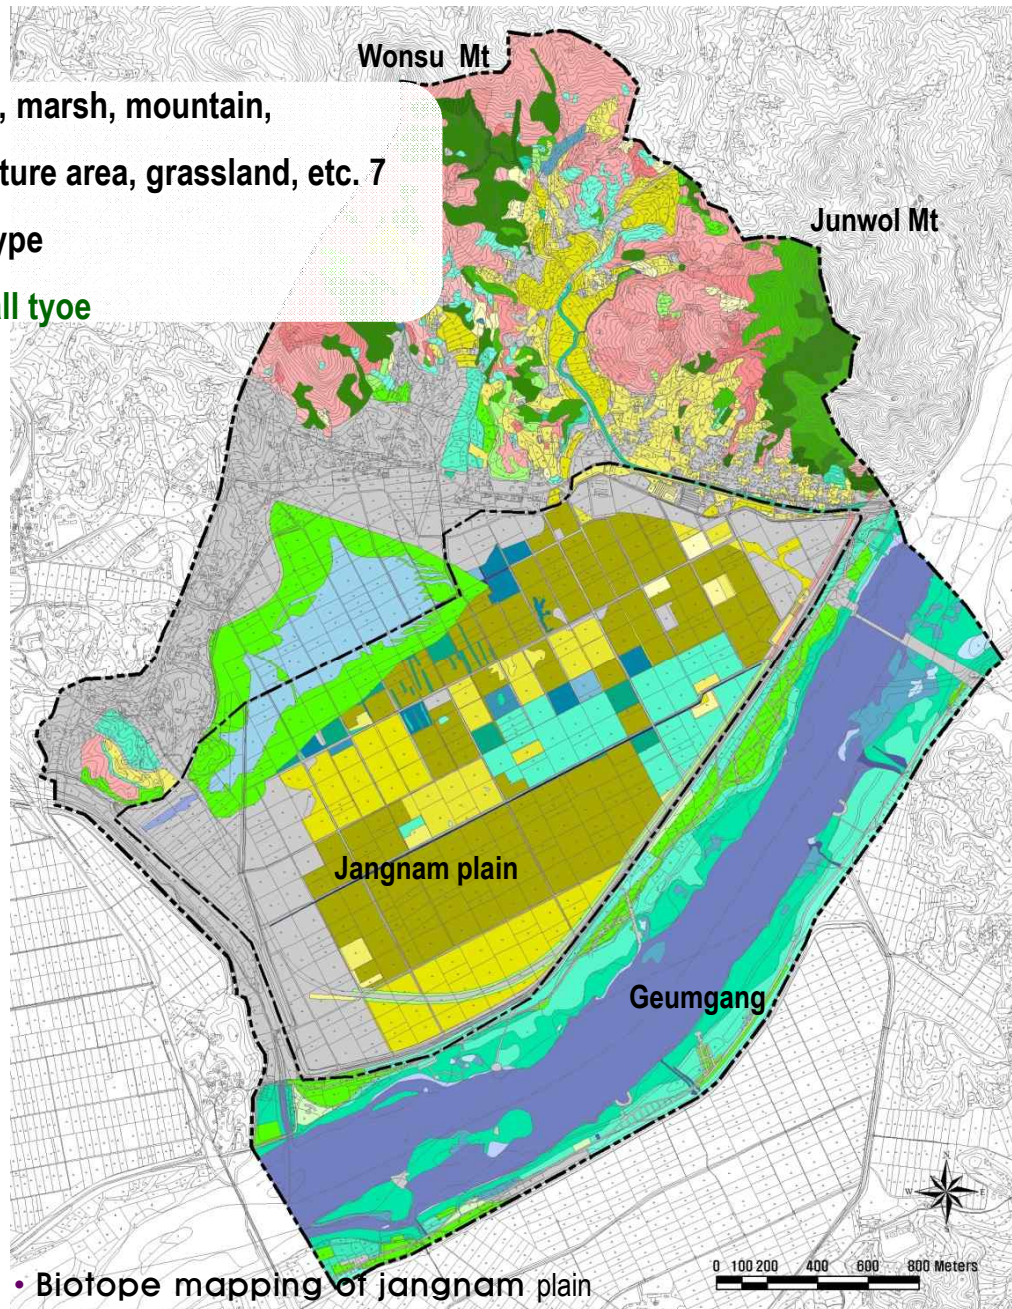 Wonsu Mt
, marsh, mountain,
ture area, grassland, etc. 7
ype
all tyoe
Junwol Mt
Jangnam plain
Geumgang
N
W E
0 100 200 400 600 800 Meters
• Biotope mapping of jangnam plain